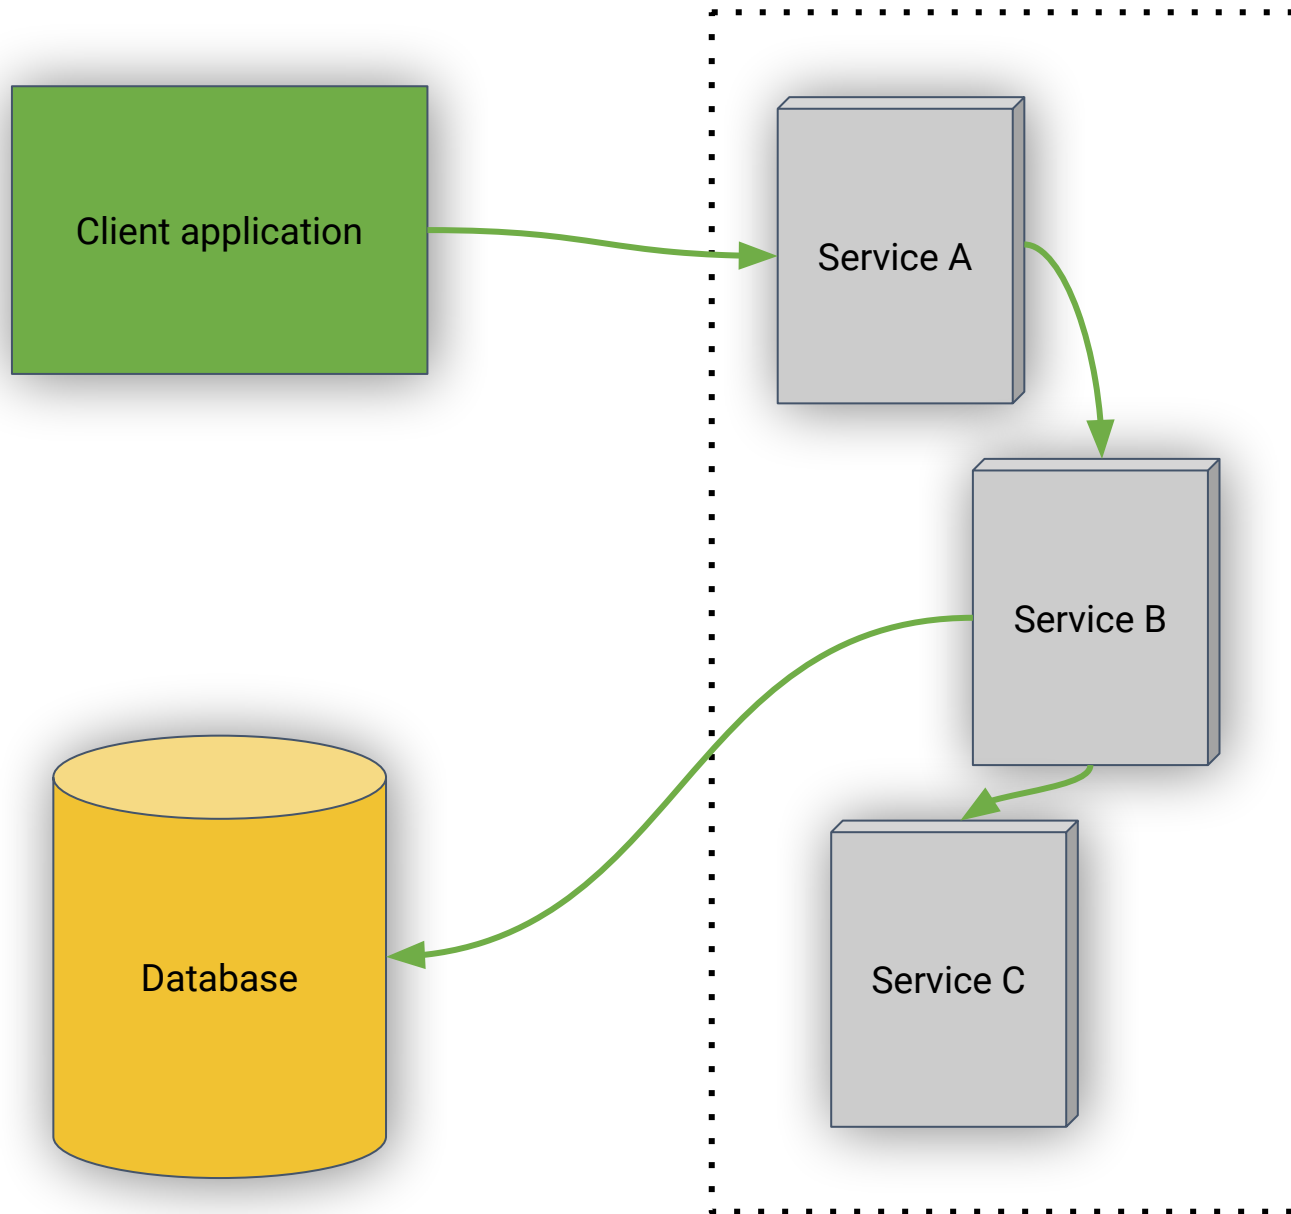 Client application
Service A
Service B
Database
Service C